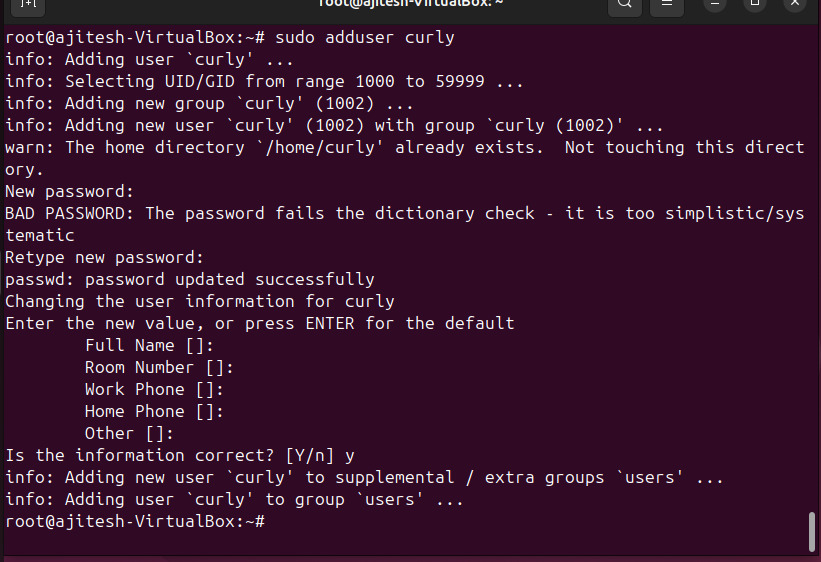 root@ajitesh-VirtualBox: ~
root@ajitesh-VirtualBox:~# sudo adduser curly
info: Adding user `curly' ...
info: Selecting UID/GID from range 1000 to 59999 ...
info: Adding new group `curly' (1002) ...
info: Adding new user `curly' (1002) with group `curly (1002)' ...
warn: The home directory `/home/curly' already exists.  Not touching this direct
ory.
New password:
BAD PASSWORD: The password fails the dictionary check - it is too simplistic/sys
tematic
Retype new password:
passwd: password updated successfully
Changing the user information for curly
Enter the new value, or press ENTER for the default
        Full Name []:
        Room Number []:
        Work Phone []:
        Home Phone []:
        Other []:
Is the information correct? [Y/n] y
info: Adding new user `curly' to supplemental / extra groups `users' ...
info: Adding user `curly' to group `users' ...
root@ajitesh-VirtualBox:~#